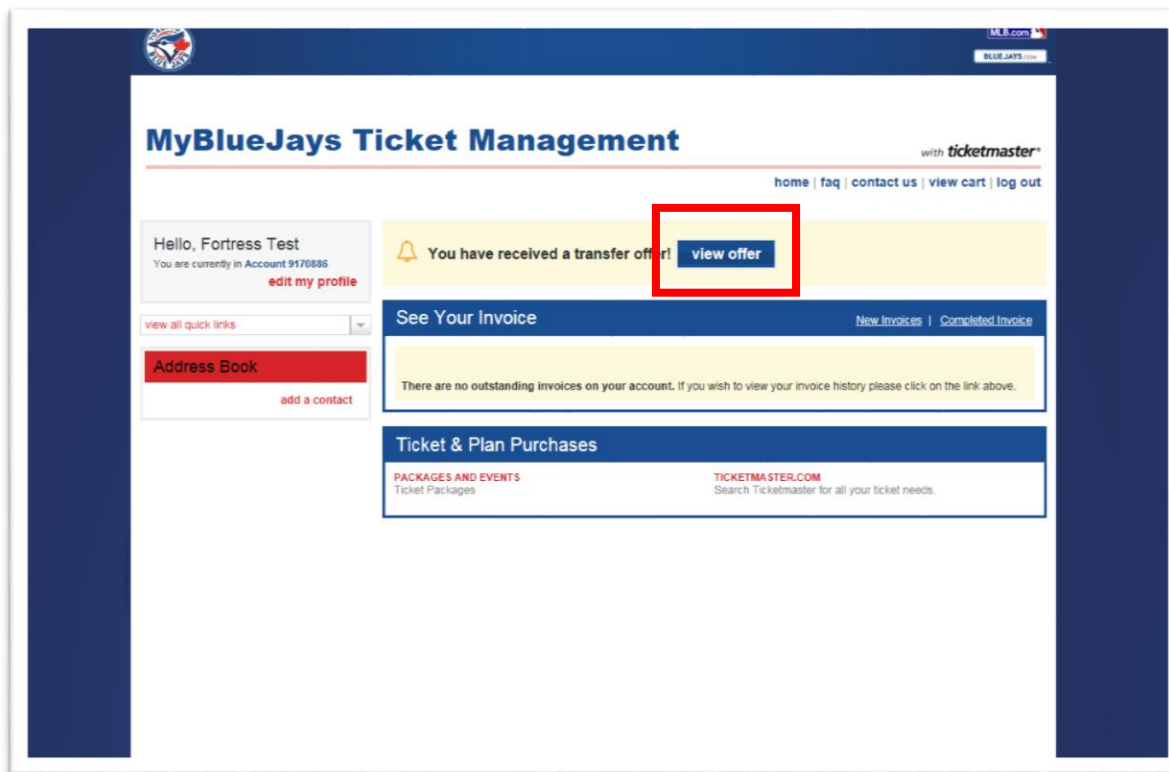 TORONTO
BLUE JAYS
MLB.com
BLUEJAYS.com
MyBlueJays Ticket Management
with ticketmaster®
home | faq | contact us | view cart | log out
Hello, Fortress Test
You are currently in Account 9170886
edit my profile
You have received a transfer offer! view offer
view all quick links
See Your Invoice
New Invoices | Completed Invoice
Address Book
There are no outstanding invoices on your account. If you wish to view your invoice history please click on the link above.
add a contact
Ticket & Plan Purchases
PACKAGES AND EVENTS
Ticket Packages
TICKETMASTER.COM
Search Ticketmaster for all your ticket needs.